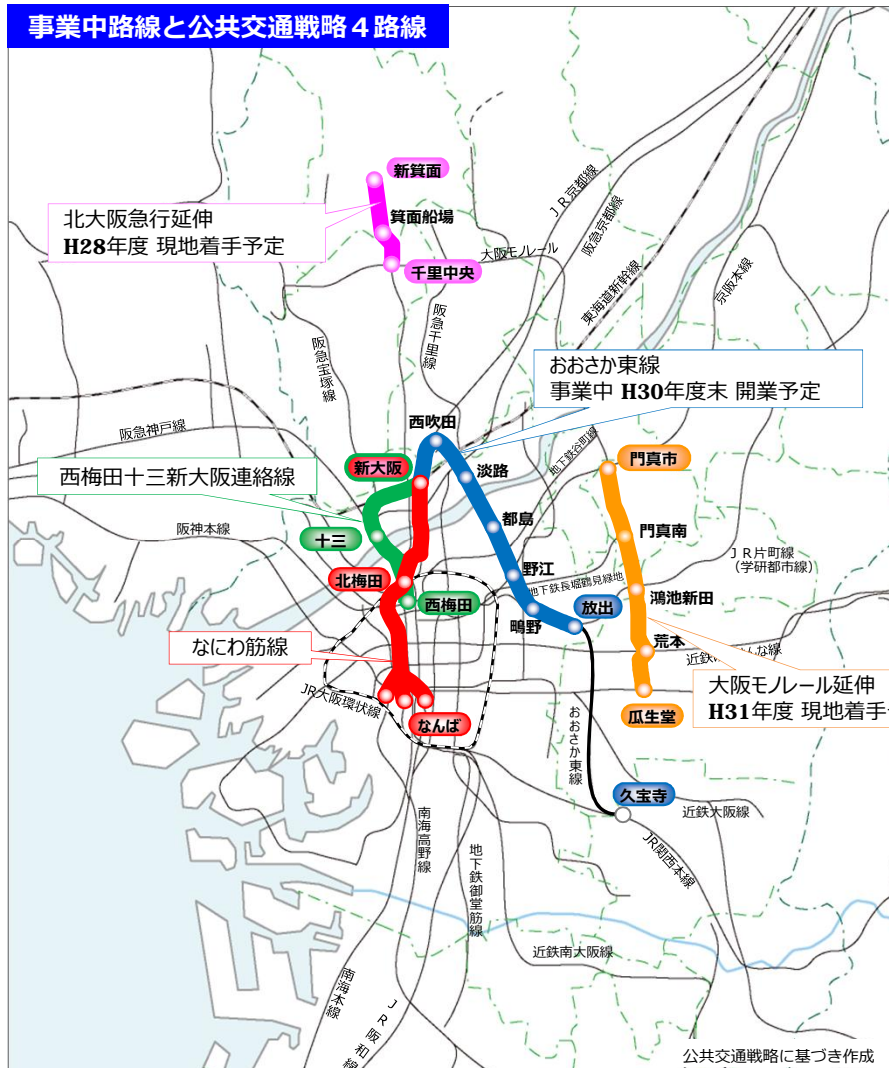 事業中路線と公共交通戦略４路線
新箕面
北大阪急行延伸
H28年度 現地着手予定
箕面船場
千里中央
大阪モノレール
ＪＲ京都線
阪急京都線
東海道新幹線
京阪本線
阪急千里線
阪急宝塚線
おおさか東線
事業中 H30年度末 開業予定
阪急神戸線
西吹田
地下鉄谷町線
門真市
新大阪
淡路
西梅田十三新大阪連絡線
阪神本線
都島
門真南
十三
ＪＲ片町線
（学研都市線）
野江
北梅田
地下鉄長堀鶴見緑地
鴻池新田
西梅田
放出
鴫野
なにわ筋線
荒本
近鉄
んな線
大阪モノレール延伸
H31年度 現地着手
JR大阪環状線
瓜生堂
なんば
おおさか東線
久宝寺
近鉄大阪線
南海高野線
JR関西本線
地下鉄御堂筋線
近鉄南大阪線
南海本線
ＪＲ阪和線
公共交通戦略に基づき作成